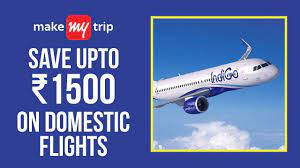 make my trip
SAVE UPTO
₹1500
ON DOMESTIC
FLIGHTS
IndiGo